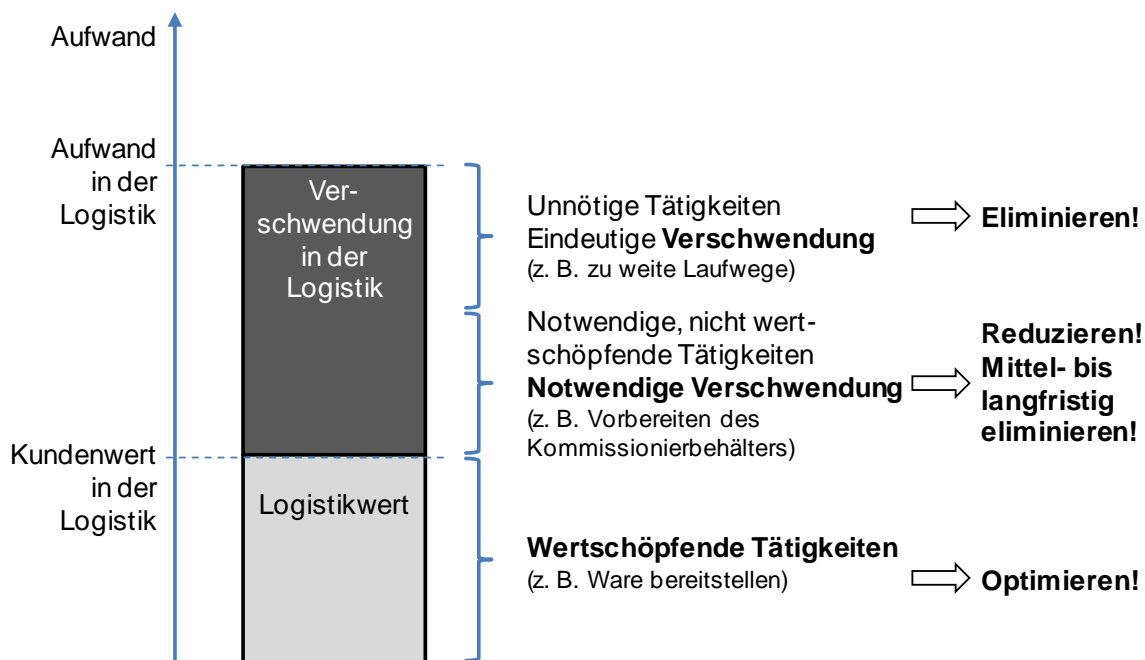 Aufwand
Aufwand
in der
Logistik
Kundenwert
in der
Logistik
Ver-
schwendung
in der
Logistik
Logistikwert
Unnötige Tätigkeiten
Eindeutige Verschwendung
(z. B. zu weite Laufwege)
Eliminieren!
Notwendige, nicht wert-
schöpfende Tätigkeiten
Notwendige Verschwendung
(z. B. Vorbereiten des
Kommissionierbehälters)
Reduzieren!
Mittel- bis
langfristig
eliminieren!
Wertschöpfende Tätigkeiten
(z. B. Ware bereitstellen)
Optimieren!